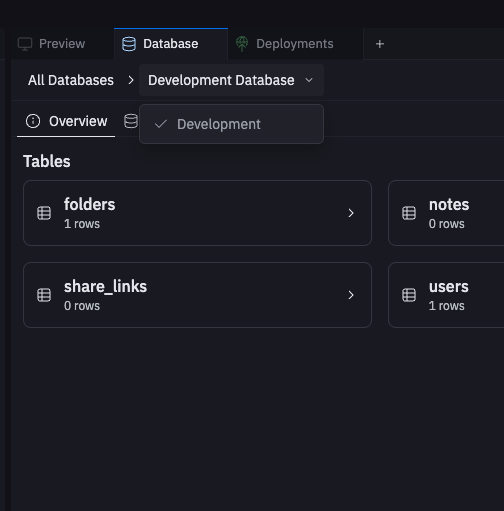 Preview
Database
Deployments
+
All Databases > Development Database
Overview
Development
Tables
folders
1 rows
notes
0 rows
share_links
0 rows
users
1 rows